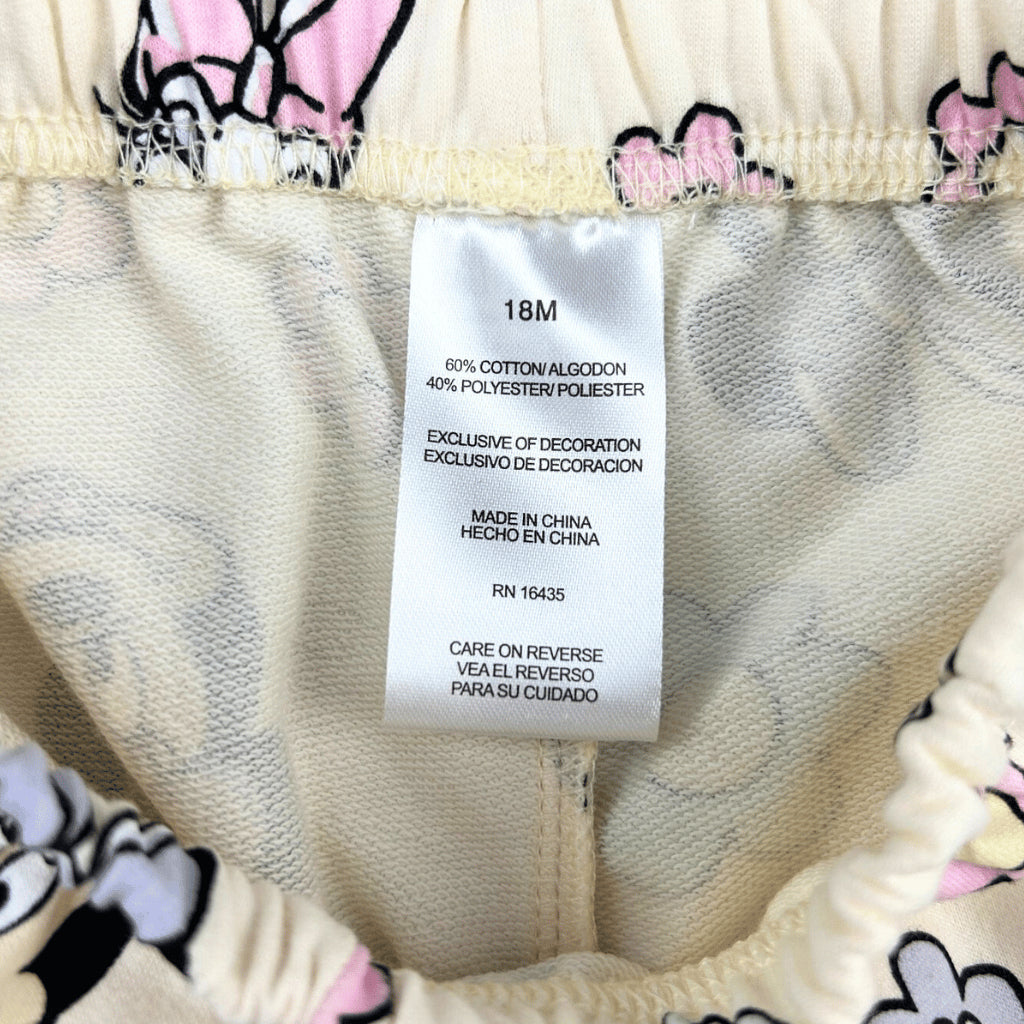 18M
60% COTTON/ ALGODON
40% POLYESTER/ POLIESTER
EXCLUSIVE OF DECORATION
EXCLUSIVO DE DECORACION
MADE IN CHINA
HECHO EN CHINA
RN 16435
CARE ON REVERSE
VEA EL REVERSO
PARA SU CUIDADO